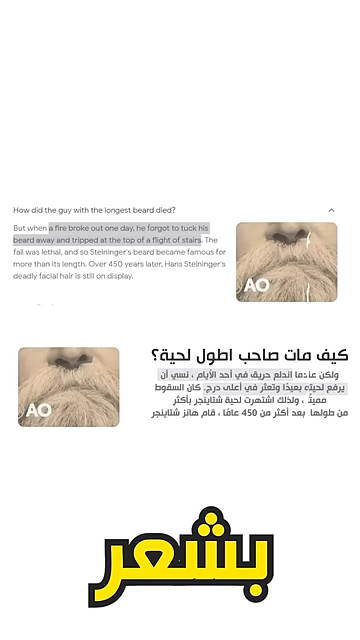 How did the guy with the longest beard died?
But when a fire broke out one day, he forgot to tuck his
beard away and tripped at the top of a flight of stairs. The
fall was lethal, and so Steininger's beard became famous for
more than its length. Over 450 years later, Hans Steininger's
deadly facial hair is still on display.
AO
كيف مات صاحب اطول لحية؟
ولكن عندما اندلع حريق في أحد الأيام ، نسي أن
يرفع لحيته بعيدًا وتعثر في أعلى درج. كان السقوط
مميتً ، ولذلك اشتهرت لحية شتاينجر بأكثر
من طولها بعد أكثر من 450 عامًا ، قام هانز شتاينجر
AO
بشعر